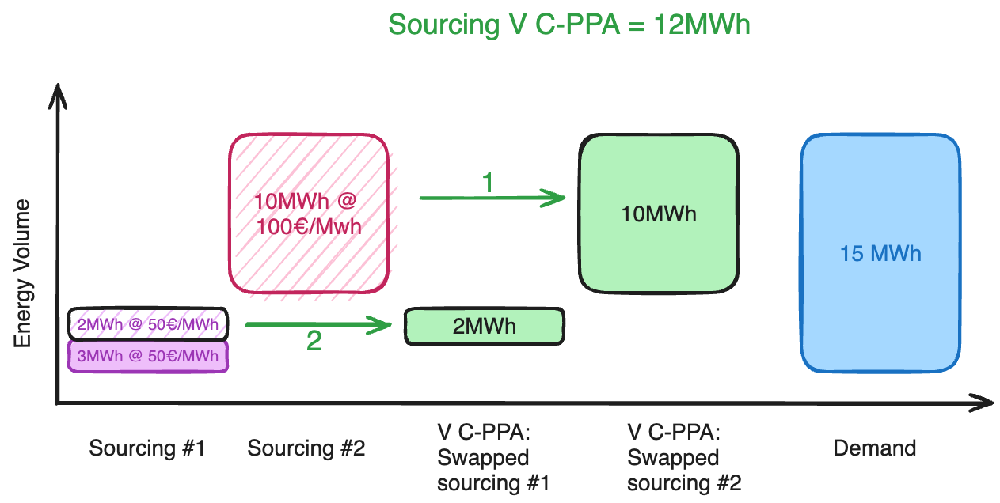 Sourcing V C-PPA = 12MWh
Energy Volume
10MWh @
100€/Mwh
1
10MWh
15 MWh
2MWh @ 50€/MWh
3MWh @ 50€/MWh
2
2MWh
Sourcing #1
Sourcing #2
V C-PPA:
Swapped
sourcing #1
V C-PPA:
Swapped
sourcing #2
Demand